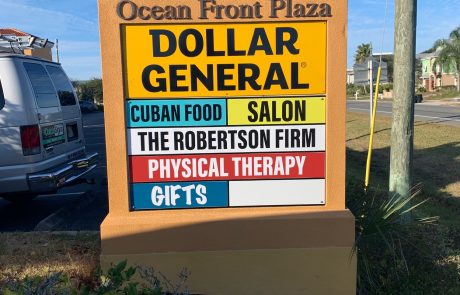 Ocean Front Plaza
DOLLAR
GENERAL®
CUBAN FOOD SALON
THE ROBERTSON FIRM
PHYSICAL THERAPY
GIFTS